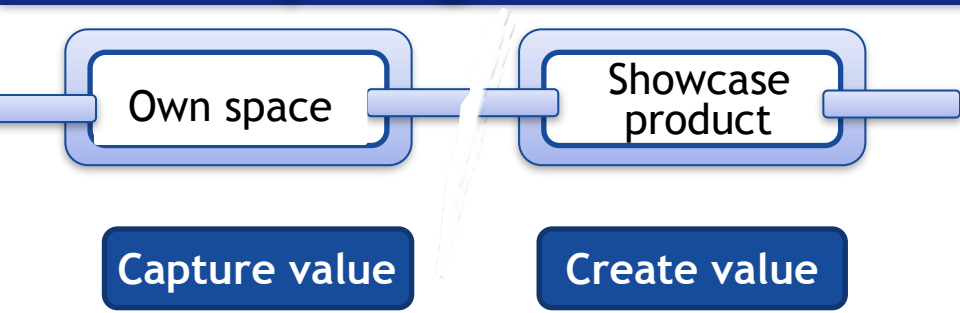 Own space
Showcase
product
Capture value
Create value